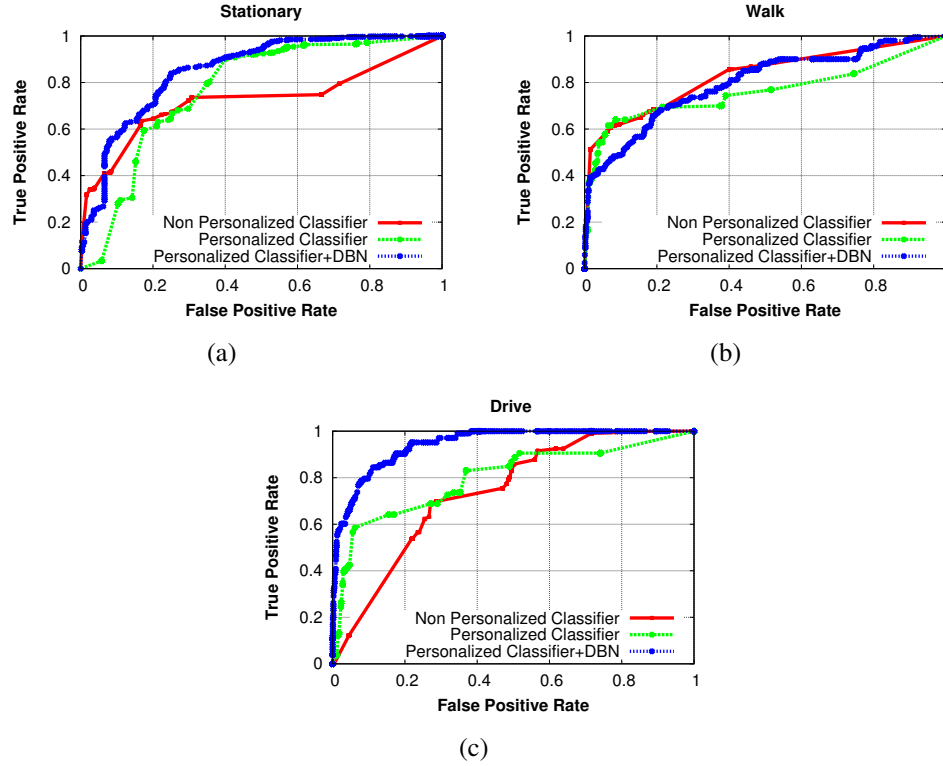 Stationary
1
0.8
0.6
0.4
0.2
0
True Positive Rate
Non Personalized Classifier
Personalized Classifier
Personalized Classifier+DBN
0 0.2 0.4 0.6 0.8 1
False Positive Rate
(a)
Walk
1
0.8
0.6
0.4
0.2
0
True Positive Rate
Non Personalized Classifier
Personalized Classifier
Personalized Classifier+DBN
0 0.2 0.4 0.6 0.8
False Positive Rate
(b)
Drive
1
0.8
0.6
0.4
0.2
0
True Positive Rate
Non Personalized Classifier
Personalized Classifier
Personalized Classifier+DBN
0 0.2 0.4 0.6 0.8 1
False Positive Rate
(c)